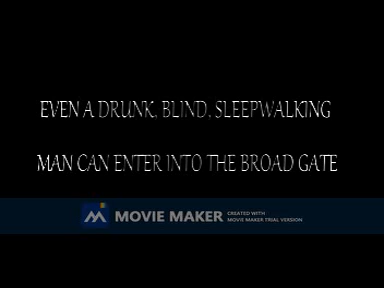 EVEN A DRUNK, BLIND, SLEEPWALKING
MAN CAN ENTER INTO THE BROAD GATE
MOVIE MAKER
CREATED WITH
MOVIE MAKER TRIAL VERSION